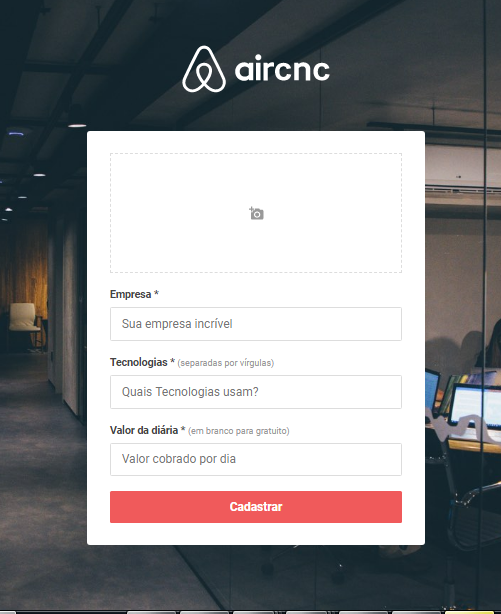 aircnc
Empresa *
Sua empresa incrível
Tecnologias * (separadas por vírgulas)
Quais Tecnologias usam?
Valor da diária * (em branco para gratuito)
Valor cobrado por dia
Cadastrar